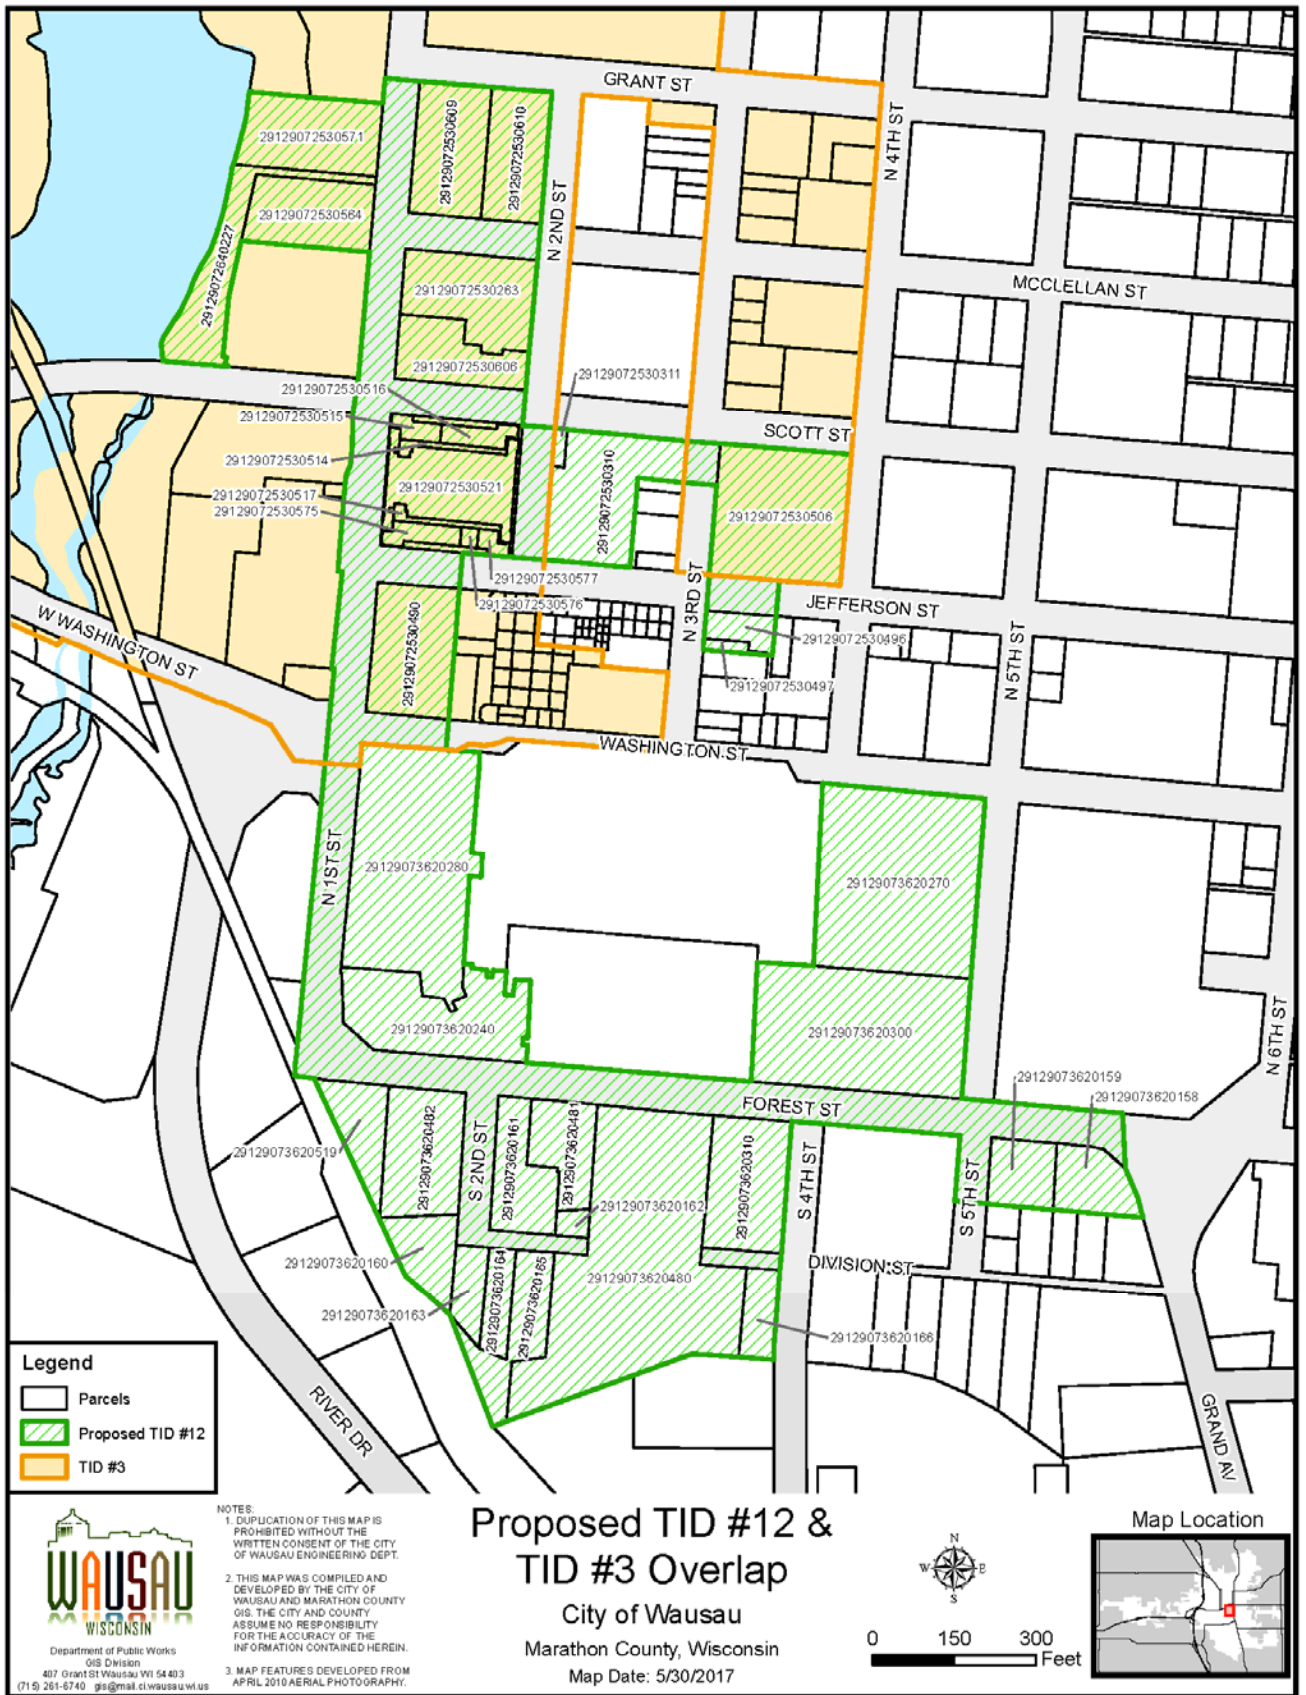 GRANT ST
N 4TH ST
29129072530571
29129072530609
29129072530610
N 2ND ST
29129072530564
29129072640227
29129072530263
MCCLELLAN ST
29129072530606
29129072530311
29129072530516
29129072530515
SCOTT ST
29129072530514
29129072530521
29129072530310
29129072530517
29129072530575
29129072530506
29129072530577
29129072530576
JEFFERSON ST
N 3RD ST
29129072530496
29129072530490
W WASHINGTON ST
N 5TH ST
29129072530497
WASHINGTON ST
29129073620280
29129073620270
N 1ST ST
29129073620240
29129073620300
N 6TH ST
29129073620159
29129073620158
FOREST ST
29129073620519
29129073620482
S 2ND ST
29129073620161
29129073620481
29129073620310
S 4TH ST
S 5TH ST
29129073620162
29129073620160
29129073620164
29129073620165
29129073620480
DIVISION ST
29129073620163
29129073620166
RIVER DR
GRAND AV
Legend
Parcels
Proposed TID #12
TID #3
WAUSAU
WISCONSIN
Department of Public Works
GIS Division
407 Grant St Wausau WI 54403
(715) 261-6740 gis@mail.ci.wausau.wi.us
NOTES:
1. DUPLICATION OF THIS MAP IS
PROHIBITED WITHOUT THE
WRITTEN CONSENT OF THE CITY
OF WAUSAU ENGINEERING DEPT.
2. THIS MAP WAS COMPILED AND
DEVELOPED BY THE CITY OF
WAUSAU AND MARATHON COUNTY
GIS. THE CITY AND COUNTY
ASSUME NO RESPONSIBILITY
FOR THE ACCURACY OF THE
INFORMATION CONTAINED HEREIN.
3. MAP FEATURES DEVELOPED FROM
APRIL 2010 AERIAL PHOTOGRAPHY.
Proposed TID #12 &
TID #3 Overlap
City of Wausau
Marathon County, Wisconsin
Map Date: 5/30/2017
N
W E
S
0 150 300
Feet
Map Location